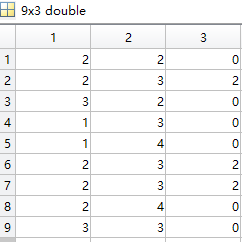 9x3 double
1 2 3
1 2 2 0
2 2 3 2
3 3 2 0
4 1 3 0
5 1 4 0
6 2 3 2
7 2 3 2
8 2 4 0
9 3 3 0